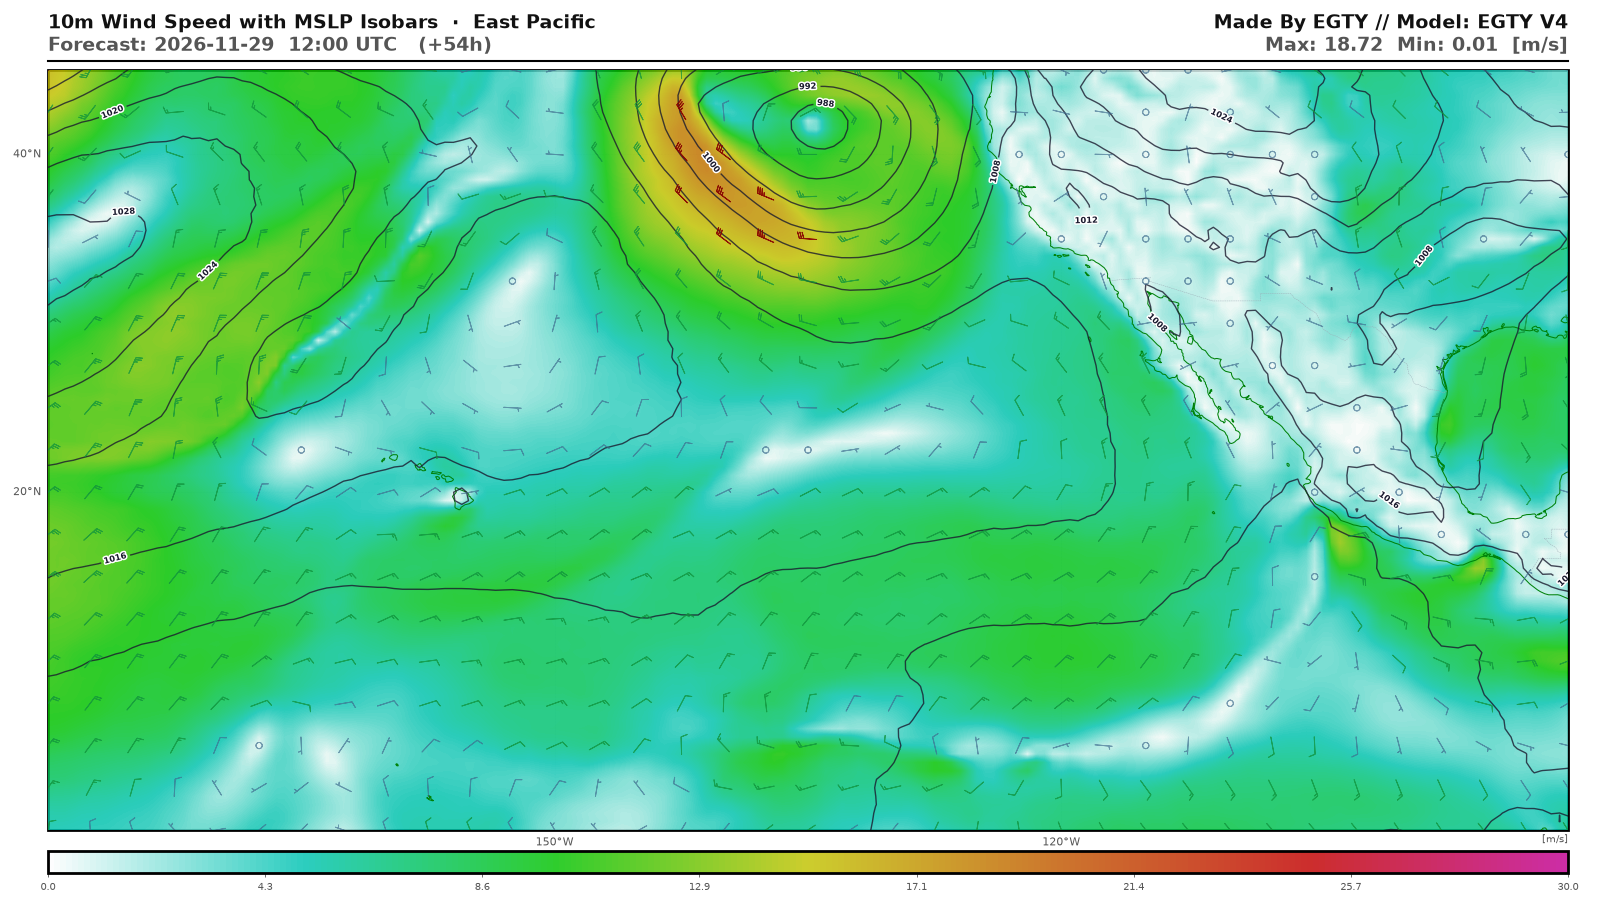 10m Wind Speed with MSLP Isobars · East Pacific
Made By EGTY // Model: EGTY V4
Forecast: 2026-11-29 12:00 UTC (+54h)
Max: 18.72 Min: 0.01 [m/s]
992
988
1020
1024
40°N
1000
1008
1028
1012
1008
1024
1008
20°N
1016
1016
150°W
120°W
[m/s]
0.0
4.3
8.6
12.9
17.1
21.4
25.7
30.0